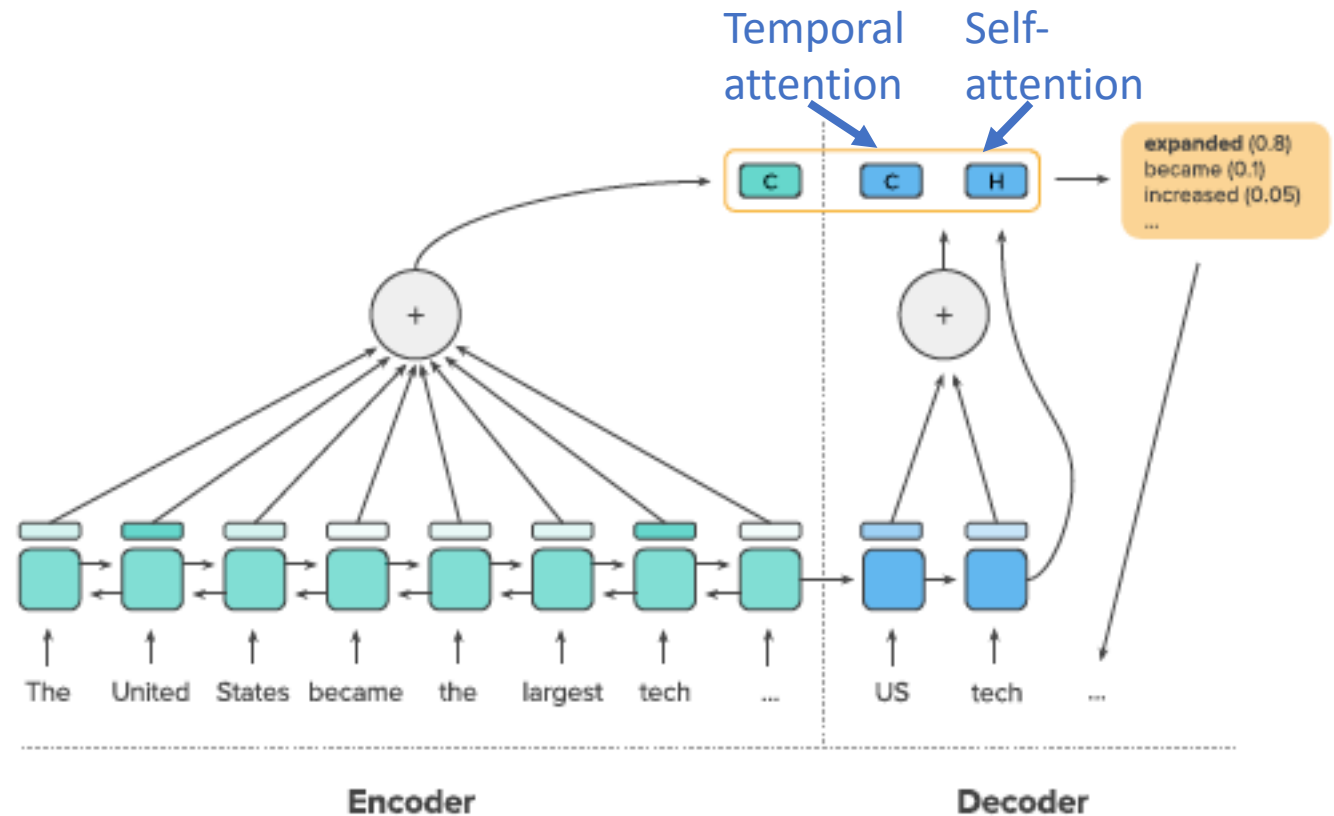 Temporal
attention
Self-
attention
C
C
H
expanded (0.8)
became (0.1)
increased (0.05)
...
+
+
The United States became the largest tech ...
US tech ...
Encoder
Decoder